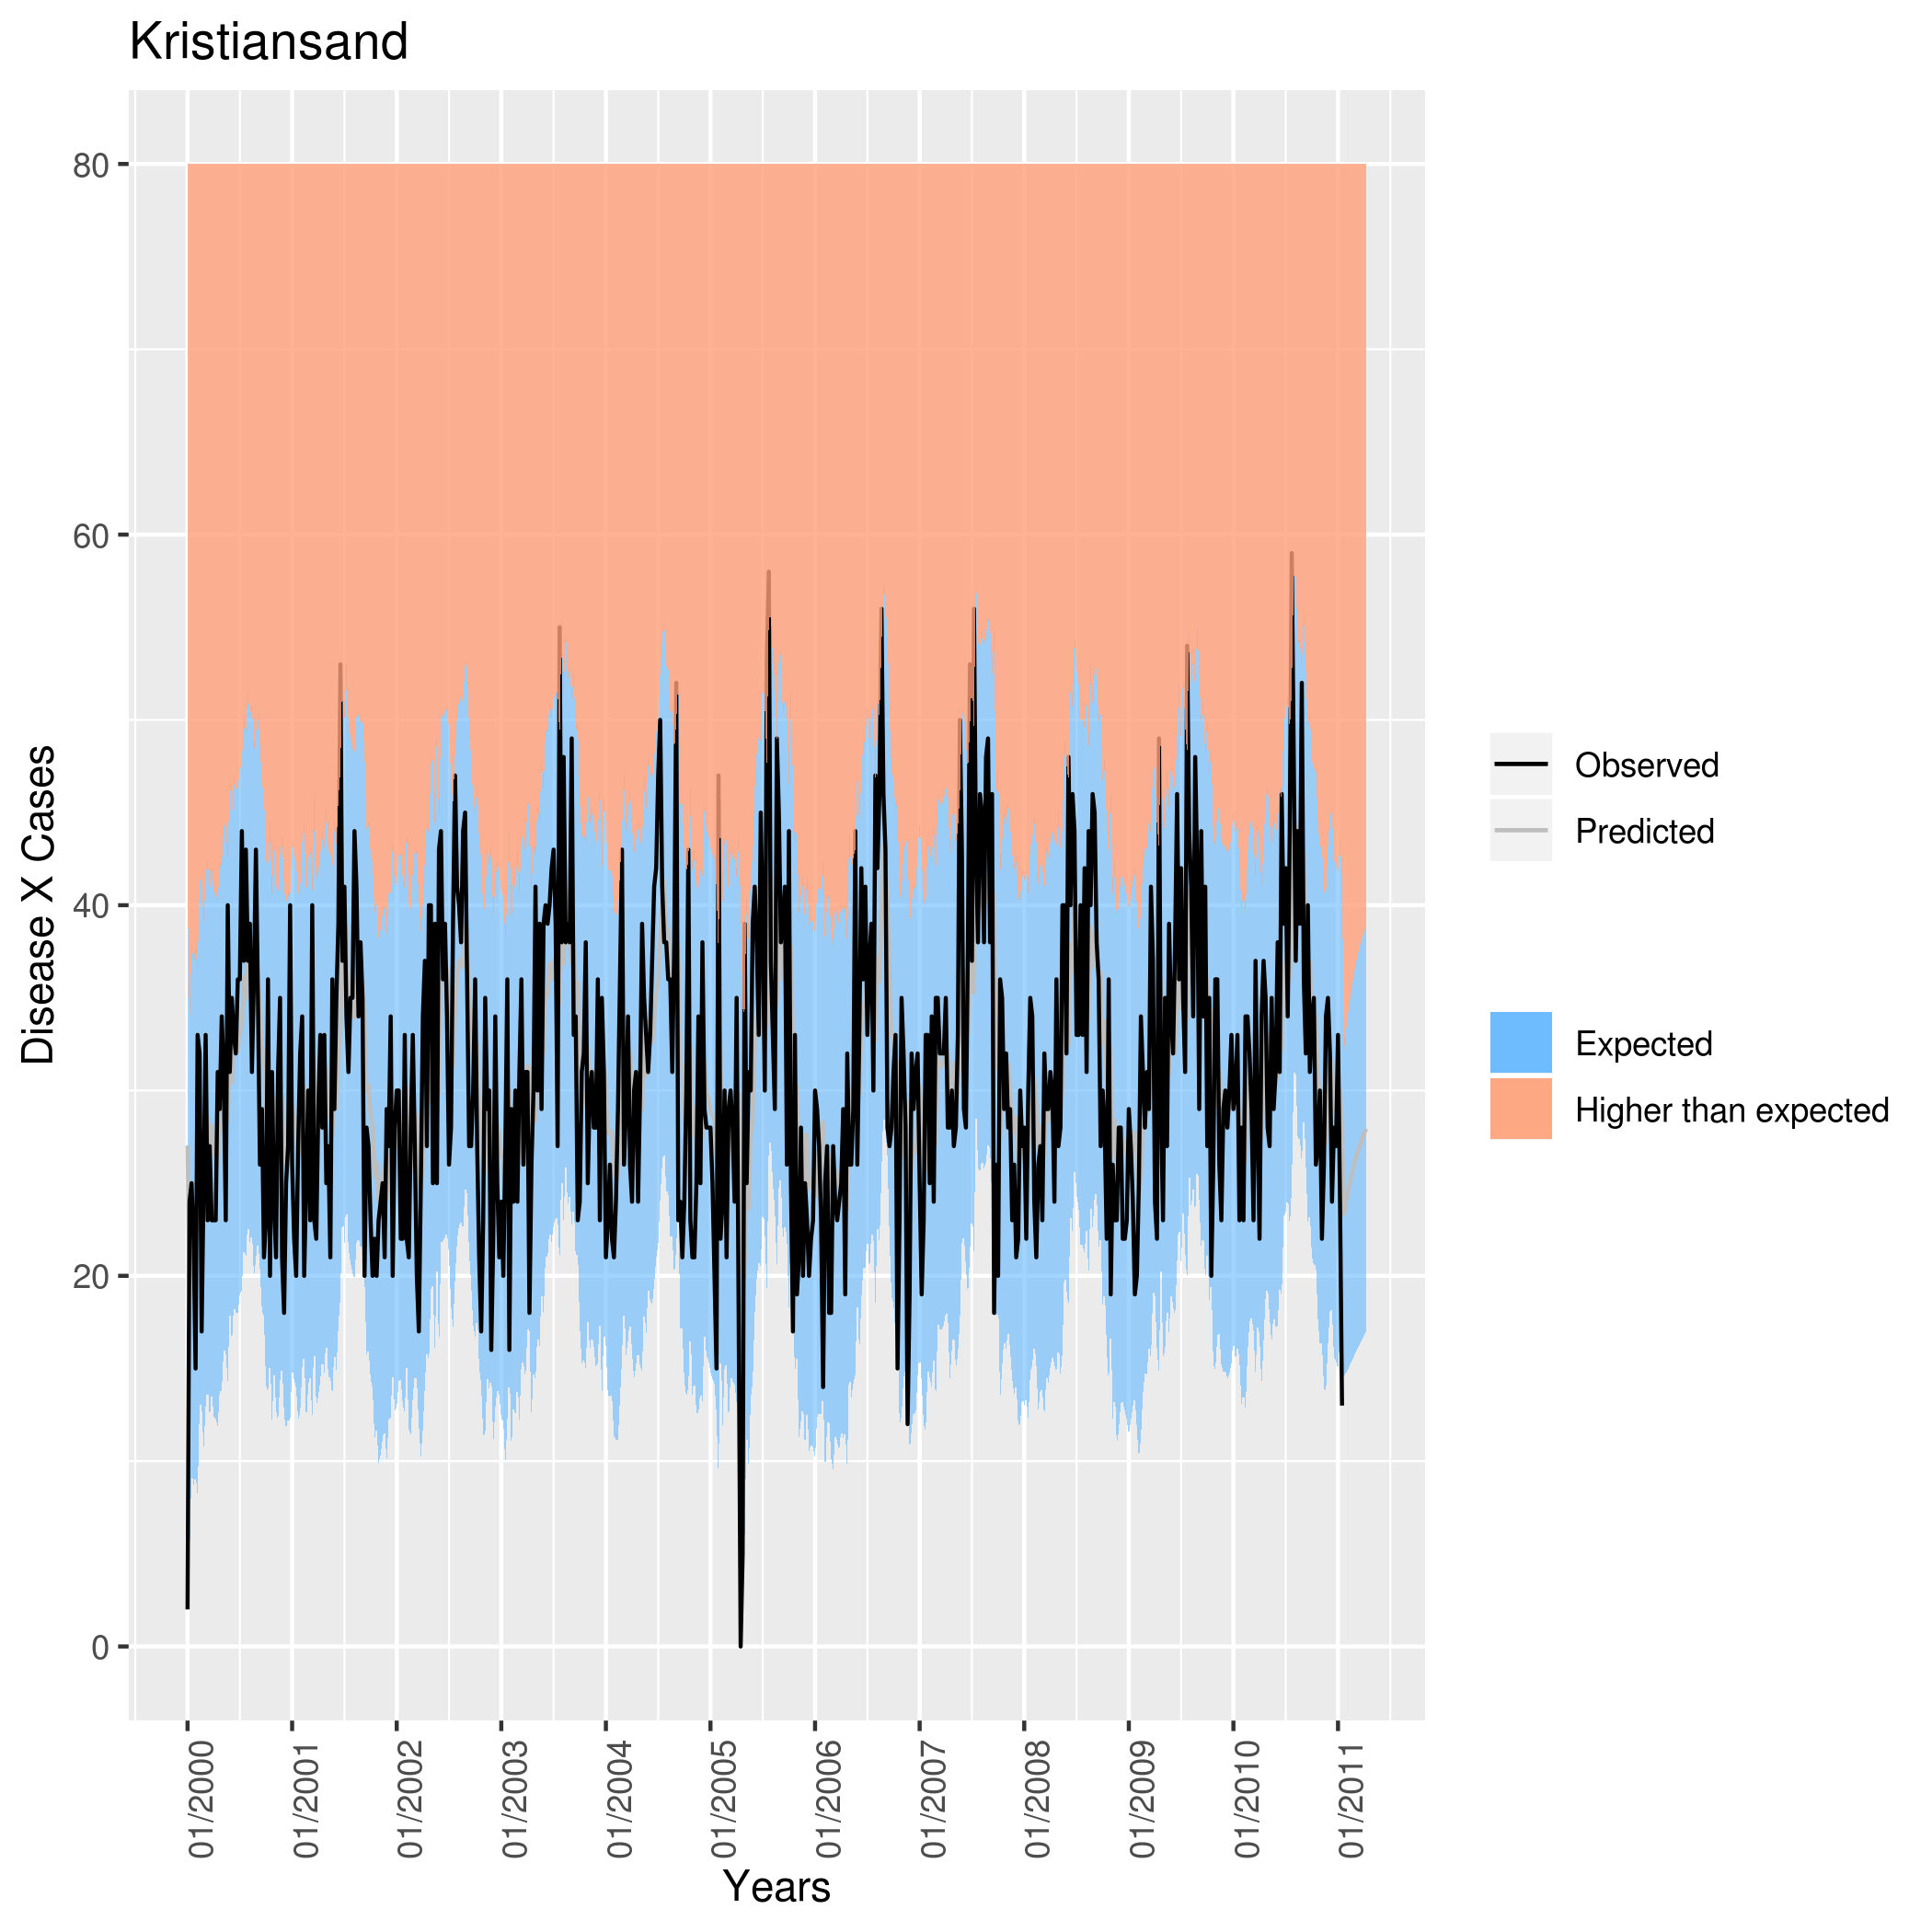 Kristiansand
Disease X Cases
80
60
40
20
0
01/2000
01/2001
01/2002
01/2003
01/2004
01/2005
01/2006
01/2007
01/2008
01/2009
01/2010
01/2011
Years
Observed
Predicted
Expected
Higher than expected